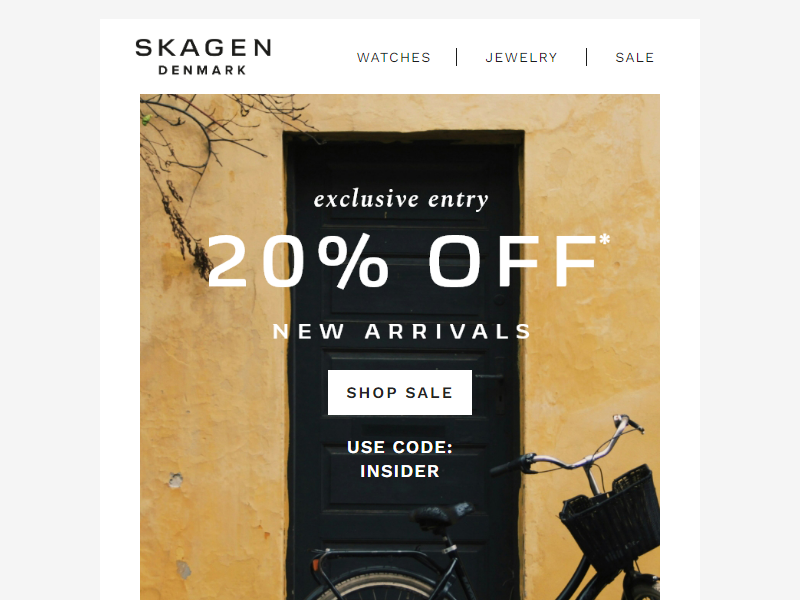 SKAGEN
DENMARK
WATCHES | JEWELRY | SALE
exclusive entry
20% OFF*
NEW ARRIVALS
SHOP SALE
USE CODE:
INSIDER